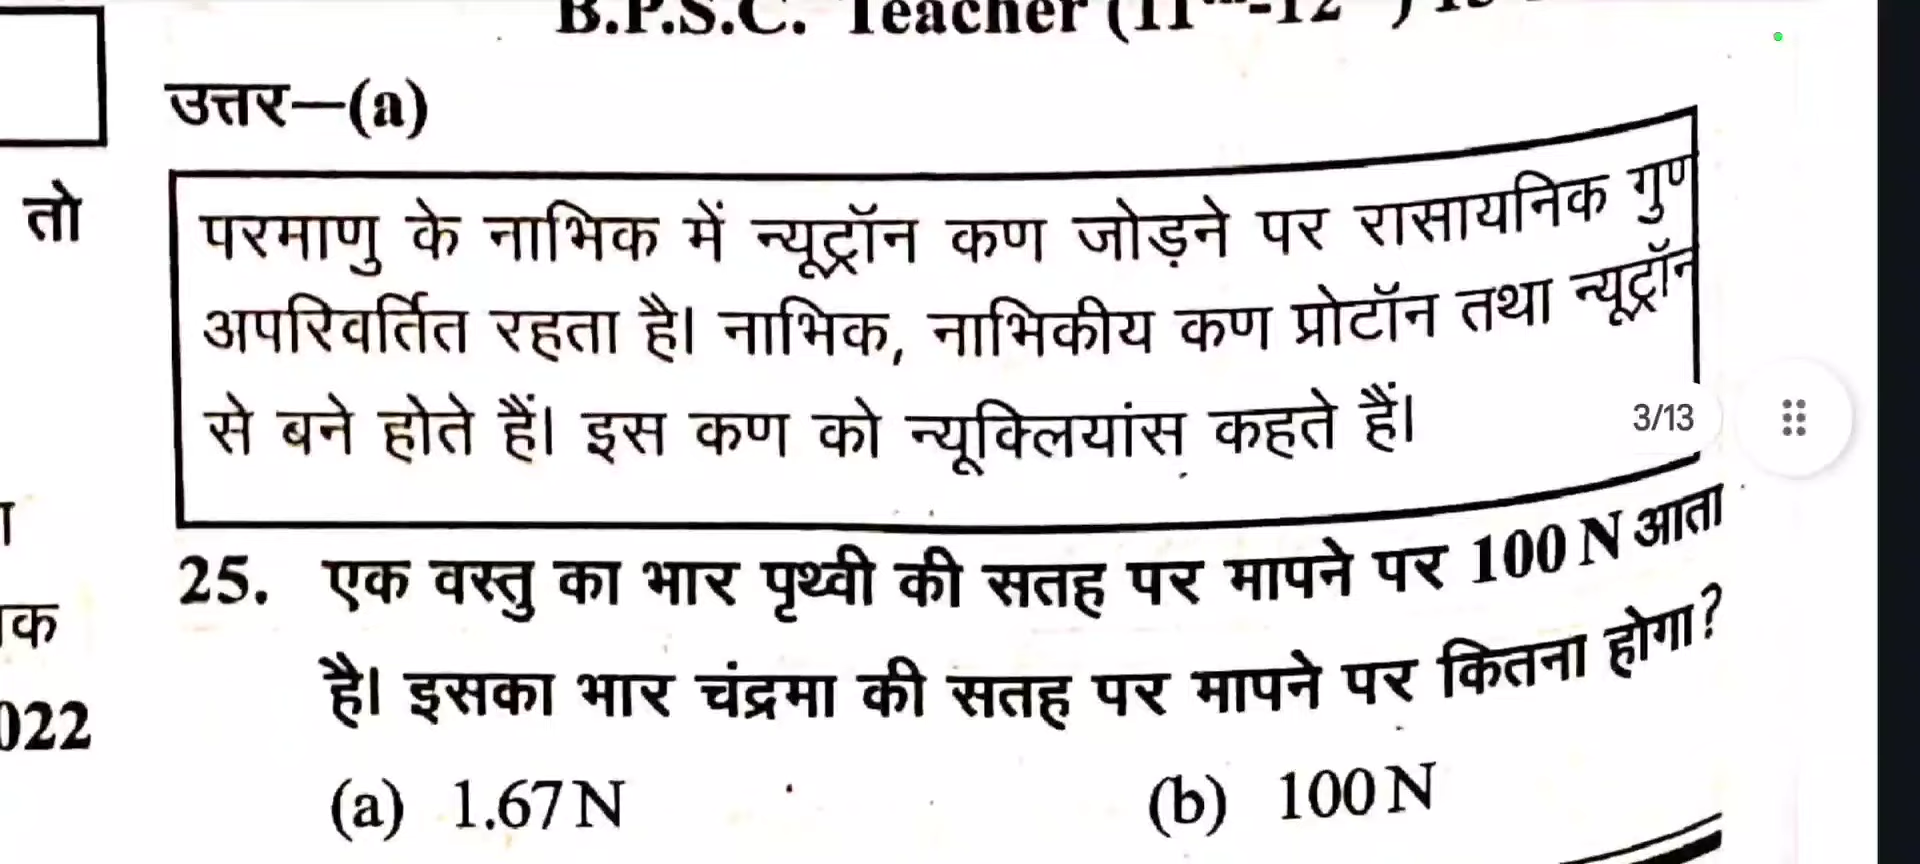 B.P.S.C. Teacher (11th-12
उत्तर—(a)
तो
परमाणु के नाभिक में न्यूट्रॉन कण जोड़ने पर रासायनिक गुण
अपरिवर्तित रहता है। नाभिक, नाभिकीय कण प्रोटॉन तथा न्यूट्रॉन
से बने होते हैं। इस कण को न्यूक्लियांस कहते हैं।
3/13
25. एक वस्तु का भार पृथ्वी की सतह पर मापने पर 100 N आता
है। इसका भार चंद्रमा की सतह पर मापने पर कितना होगा?
022
(a) 1.67 N
(b) 100 N